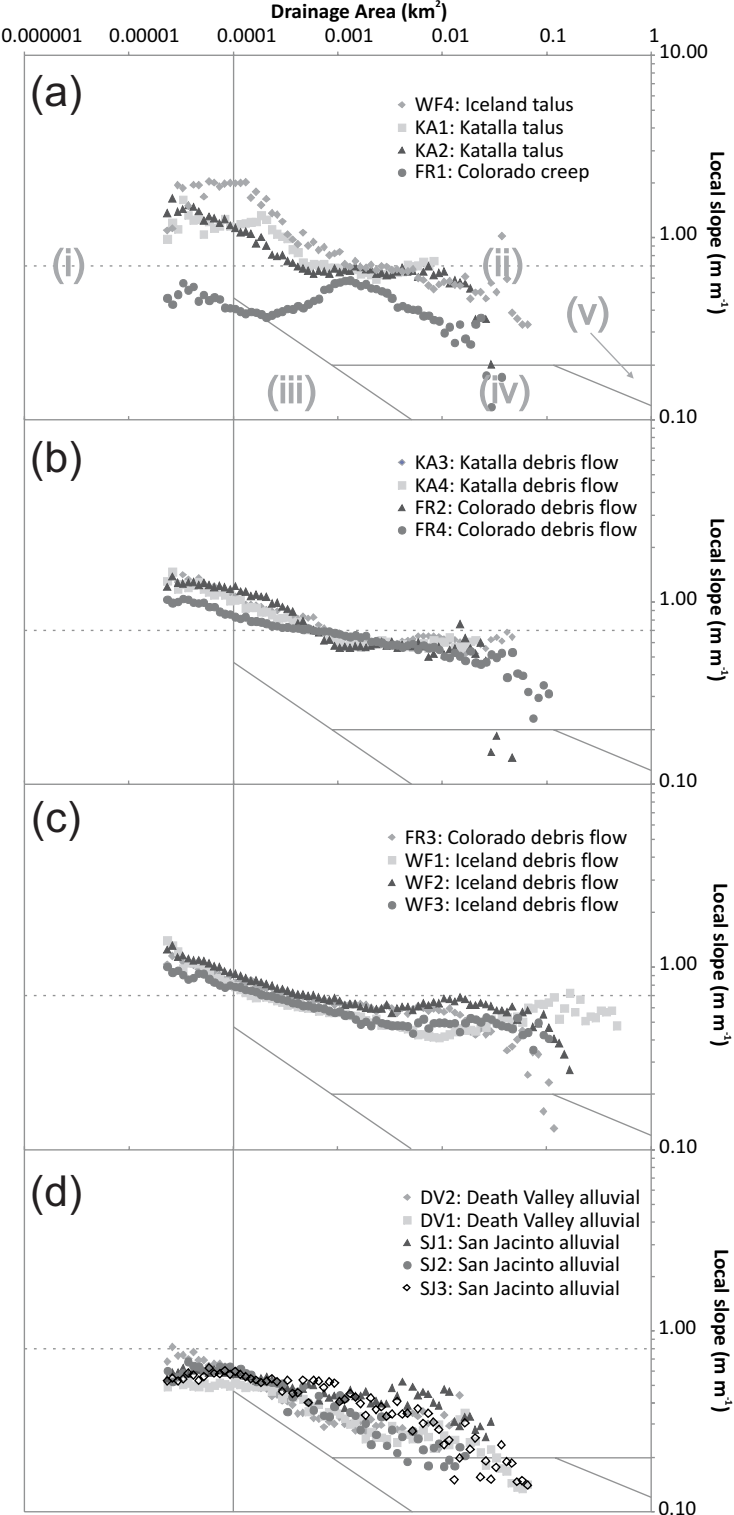 Drainage Area (km²)
0.000001 0.00001 0.0001 0.001 0.01 0.1 1
10.00
(a)
WF4: Iceland talus
KA1: Katalla talus
KA2: Katalla talus
FR1: Colorado creep
Local slope (m m⁻¹)
1.00
(i)
(ii)
(v)
(iii)
(iv)
0.10
(b)
KA3: Katalla debris flow
KA4: Katalla debris flow
FR2: Colorado debris flow
FR4: Colorado debris flow
Local slope (m m⁻¹)
1.00
0.10
(c)
FR3: Colorado debris flow
WF1: Iceland debris flow
WF2: Iceland debris flow
WF3: Iceland debris flow
Local slope (m m⁻¹)
1.00
0.10
(d)
DV2: Death Valley alluvial
DV1: Death Valley alluvial
SJ1: San Jacinto alluvial
SJ2: San Jacinto alluvial
SJ3: San Jacinto alluvial
Local slope (m m⁻¹)
1.00
0.10